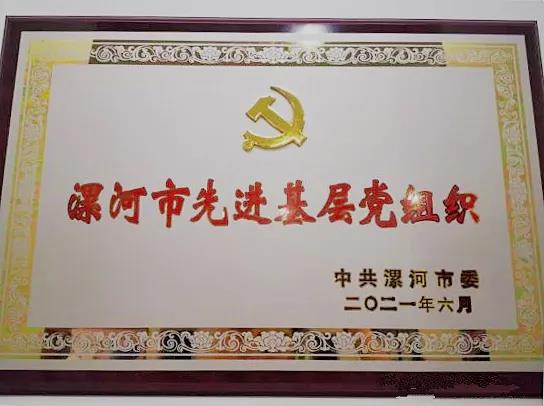 漯河市先进基层党组织
中共漯河市委
二〇二一年六月